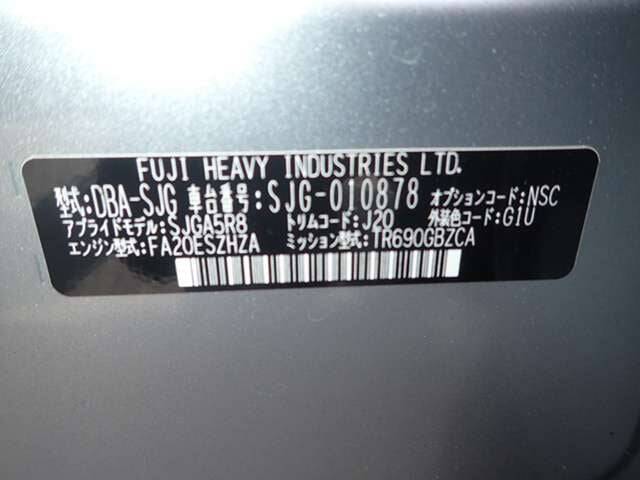 FUJI HEAVY INDUSTRIES LTD.
型式:DBA-SJG 車台番号:SJG-010878 オプションコード:NSC
アプライドモデル:SJGA5R8 トリムコード:J20 外装色コード:G1U
エンジン型式:FA20ESZHZA ミッション型式:TR690GBZCA